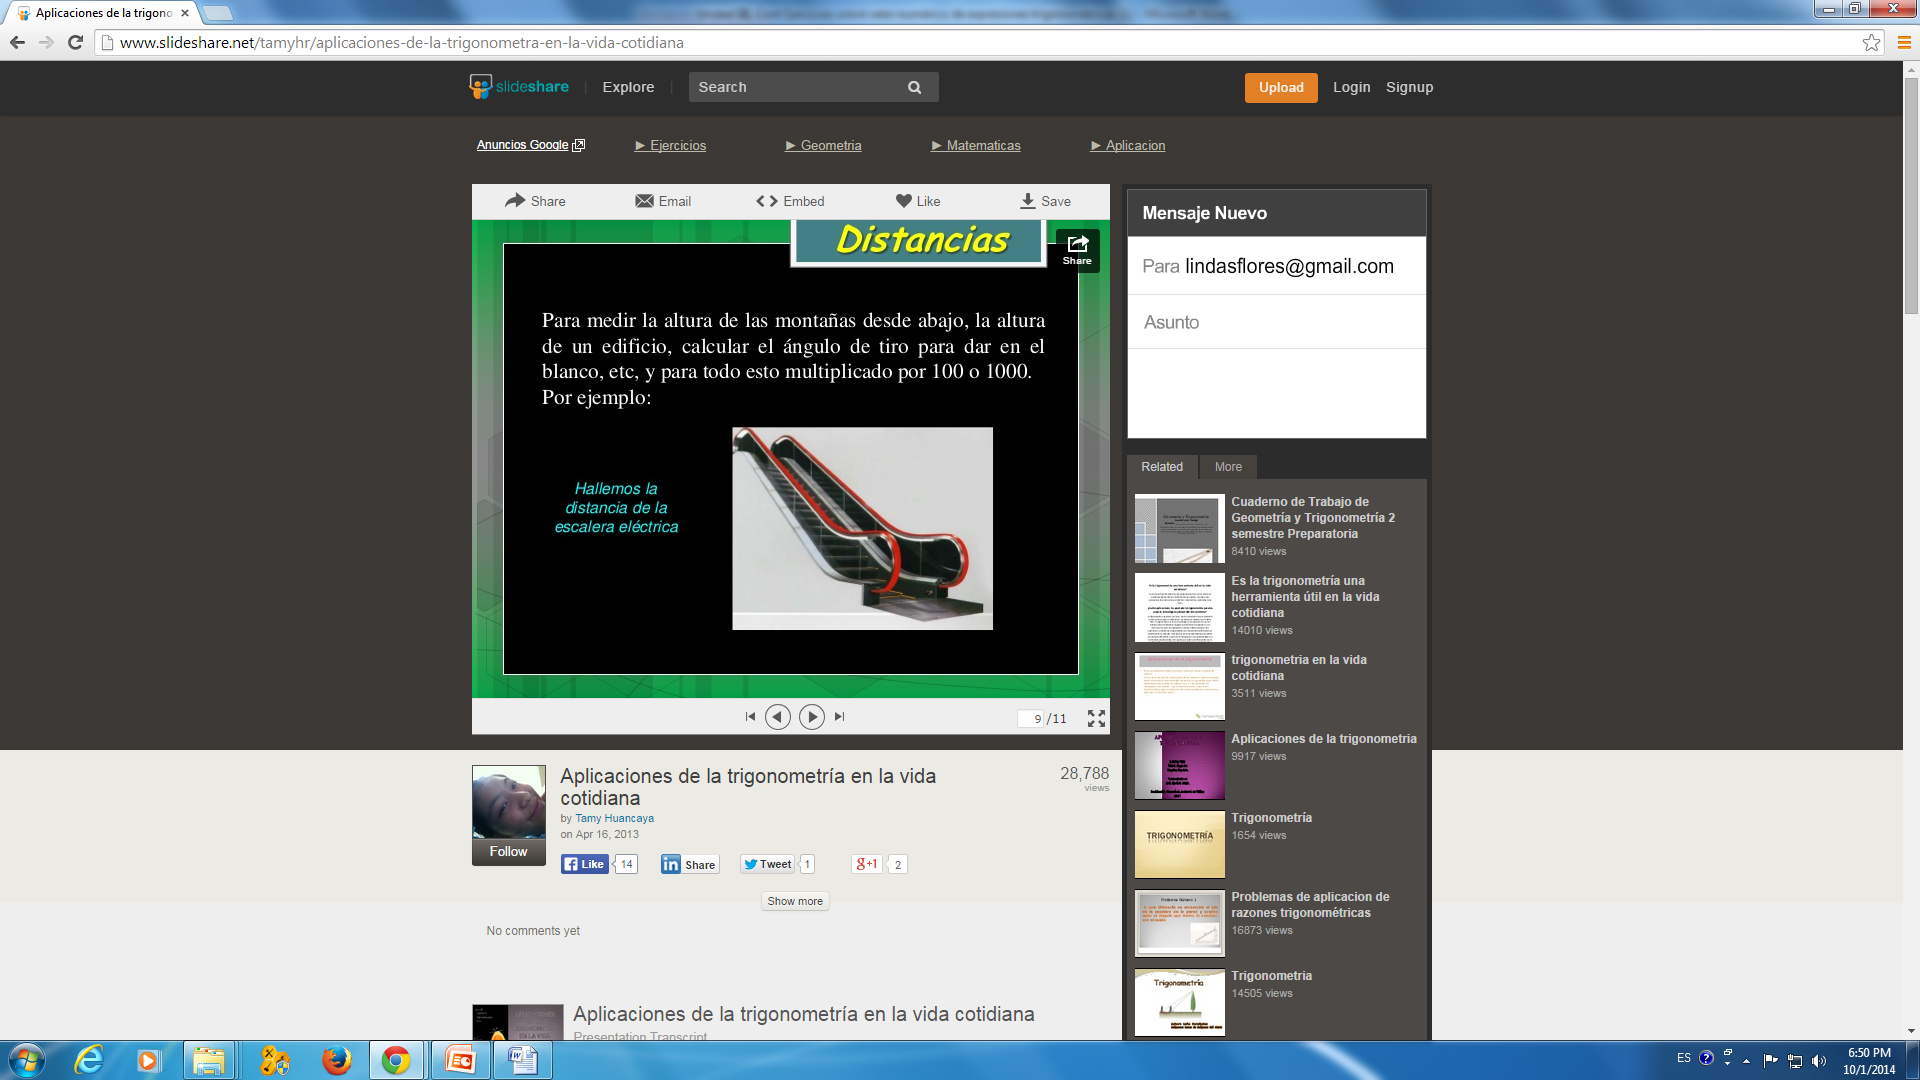 Aplicaciones de la trigono
www.slideshare.net/tamyhr/aplicaciones-de-la-trigonometra-en-la-vida-cotidiana
slideshare
Explore
Search
Upload
Login
Signup
Anuncios Google
► Ejercicios
► Geometria
► Matematicas
► Aplicacion
Share
Email
Embed
Like
Save
Distancias
Share
Para medir la altura de las montañas desde abajo, la altura
de un edificio, calcular el ángulo de tiro para dar en el
blanco, etc, y para todo esto multiplicado por 100 o 1000.
Por ejemplo:
Hallemos la
distancia de la
escalera eléctrica
9 /11
Mensaje Nuevo
Para lindasflores@gmail.com
Asunto
Related
More
Cuaderno de Trabajo de
Geometría y Trigonometría 2
semestre Preparatoria
8410 views
Es la trigonometría una
herramienta útil en la vida
cotidiana
14010 views
trigonometria en la vida
cotidiana
3511 views
Aplicaciones de la trigonometria
9917 views
TRIGONOMETRÍA
Trigonometría
1654 views
Problemas de aplicacion de
razones trigonométricas
16873 views
Trigonometría
Trigonometria
14505 views
Follow
Aplicaciones de la trigonometría en la vida
cotidiana
by Tamy Huancaya
on Apr 16, 2013
28,788
views
Like 14
Share
Tweet 1
g+1 2
Show more
No comments yet
Aplicaciones de la trigonometría en la vida cotidiana
Presentation Transcript
ES
6:50 PM
10/1/2014